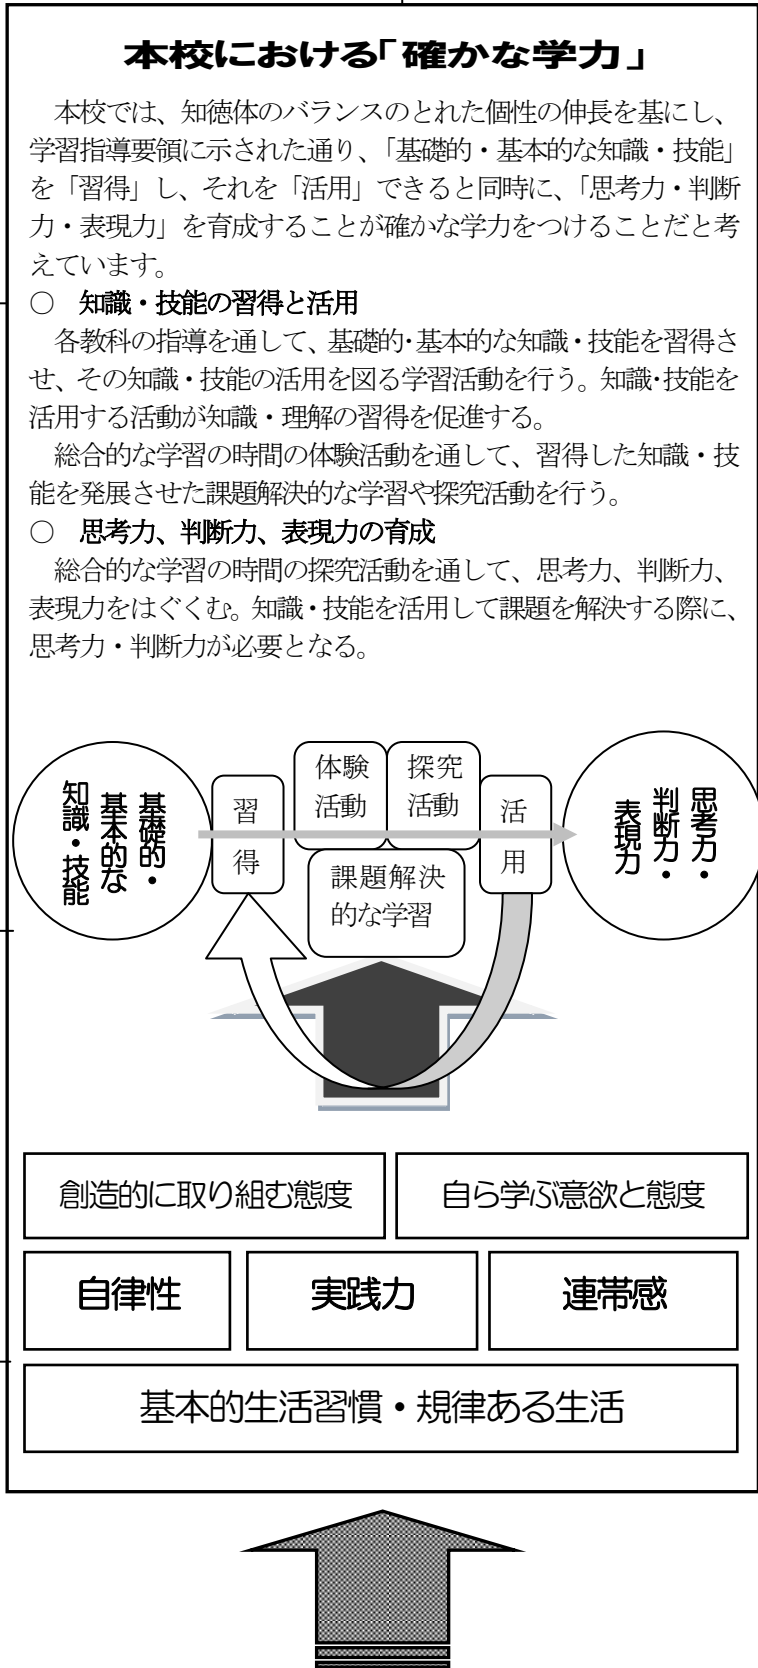 本校における「確かな学力」
本校では、知徳体のバランスのとれた個性の伸長を基にし、
学習指導要領に示された通り、「基礎的・基本的な知識・技能」
を「習得」し、それを「活用」できると同時に、「思考力・判断
力・表現力」を育成することが確かな学力をつけることだと考
えています。
○　知識・技能の習得と活用
各教科の指導を通して、基礎的・基本的な知識・技能を習得さ
せ、その知識・技能の活用を図る学習活動を行う。知識・技能を
活用する活動が知識・理解の習得を促進する。
総合的な学習の時間の体験活動を通して、習得した知識・技
能を発展させた課題解決的な学習や探究活動を行う。
○　思考力、判断力、表現力の育成
総合的な学習の時間の探究活動を通して、思考力、判断力、
表現力をはぐくむ。知識・技能を活用して課題を解決する際に、
思考力・判断力が必要となる。
基礎的・
基本的な
知識・技能
習
得
体験
活動
探究
活動
課題解決
的な学習
活
用
思考力・
判断力・
表現力
創造的に取り組む態度
自ら学ぶ意欲と態度
自律性
実践力
連帯感
基本的生活習慣・規律ある生活